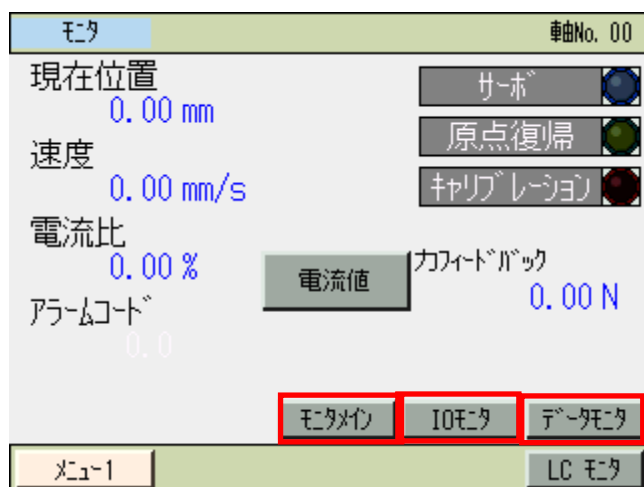 ﾓﾆﾀ 軸No. 00
現在位置 ｻｰﾎﾞ
0.00 mm
原点復帰
速度
0.00 mm/s ｷｬﾘﾌﾞﾚｰｼｮﾝ
電流比
0.00 % 電流値 力ﾌｨｰﾄﾞﾊﾞｯｸ
0.00 N
ｱﾗｰﾑｺｰﾄﾞ
0.0
ﾓﾆﾀﾒｲﾝ IOﾓﾆﾀ ﾃﾞｰﾀﾓﾆﾀ
ﾒﾆｭｰ1 LC ﾓﾆﾀ